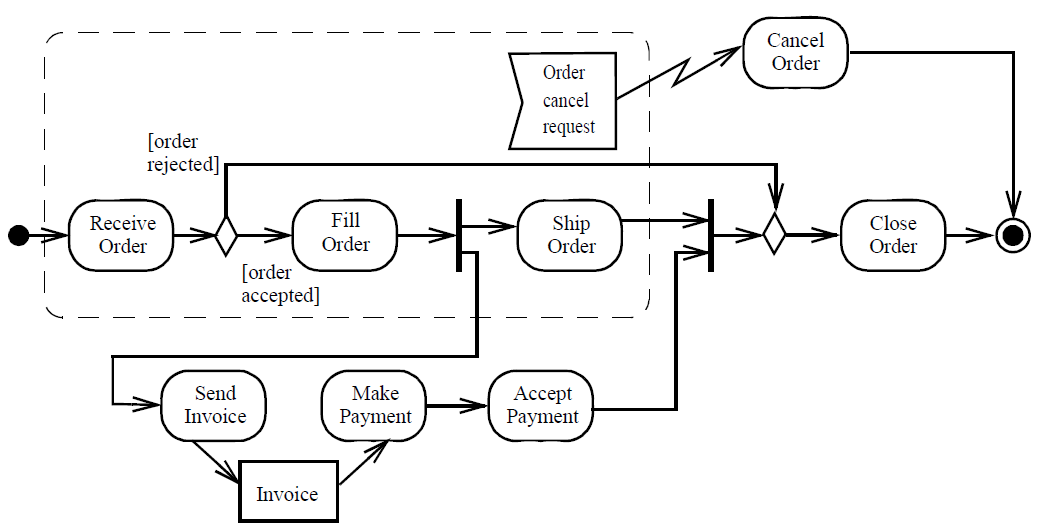 Cancel
Order
Order
cancel
request
[order
rejected]
Receive
Order
Fill
Order
Ship
Order
Close
Order
[order
accepted]
Send
Invoice
Make
Payment
Accept
Payment
Invoice